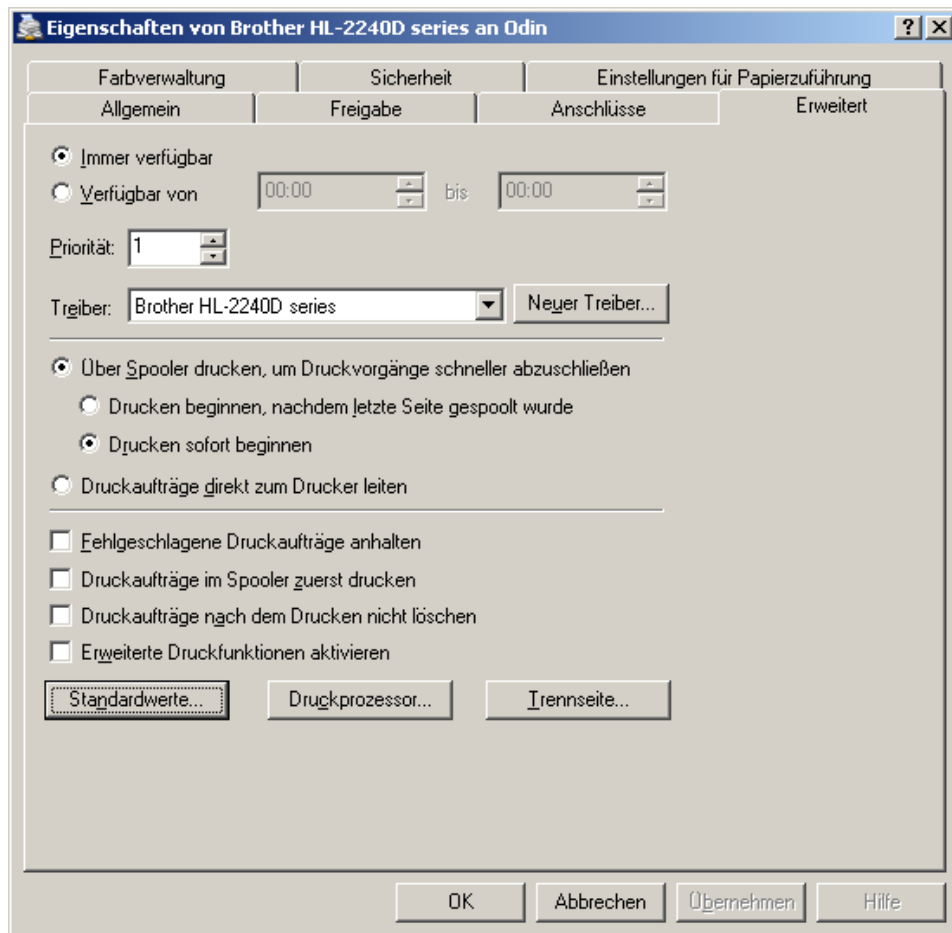 Eigenschaften von Brother HL-2240D series an Odin
Farbverwaltung Sicherheit Einstellungen für Papierzuführung
Allgemein Freigabe Anschlüsse Erweitert
Immer verfügbar
Verfügbar von 00:00 bis 00:00
Priorität: 1
Treiber: Brother HL-2240D series Neuer Treiber...
Über Spooler drucken, um Druckvorgänge schneller abzuschließen
Drucken beginnen, nachdem letzte Seite gespoolt wurde
Drucken sofort beginnen
Druckaufträge direkt zum Drucker leiten
Fehlgeschlagene Druckaufträge anhalten
Druckaufträge im Spooler zuerst drucken
Druckaufträge nach dem Drucken nicht löschen
Erweiterte Druckfunktionen aktivieren
Standardwerte... Druckprozessor... Trennseite...
OK Abbrechen Übernehmen Hilfe